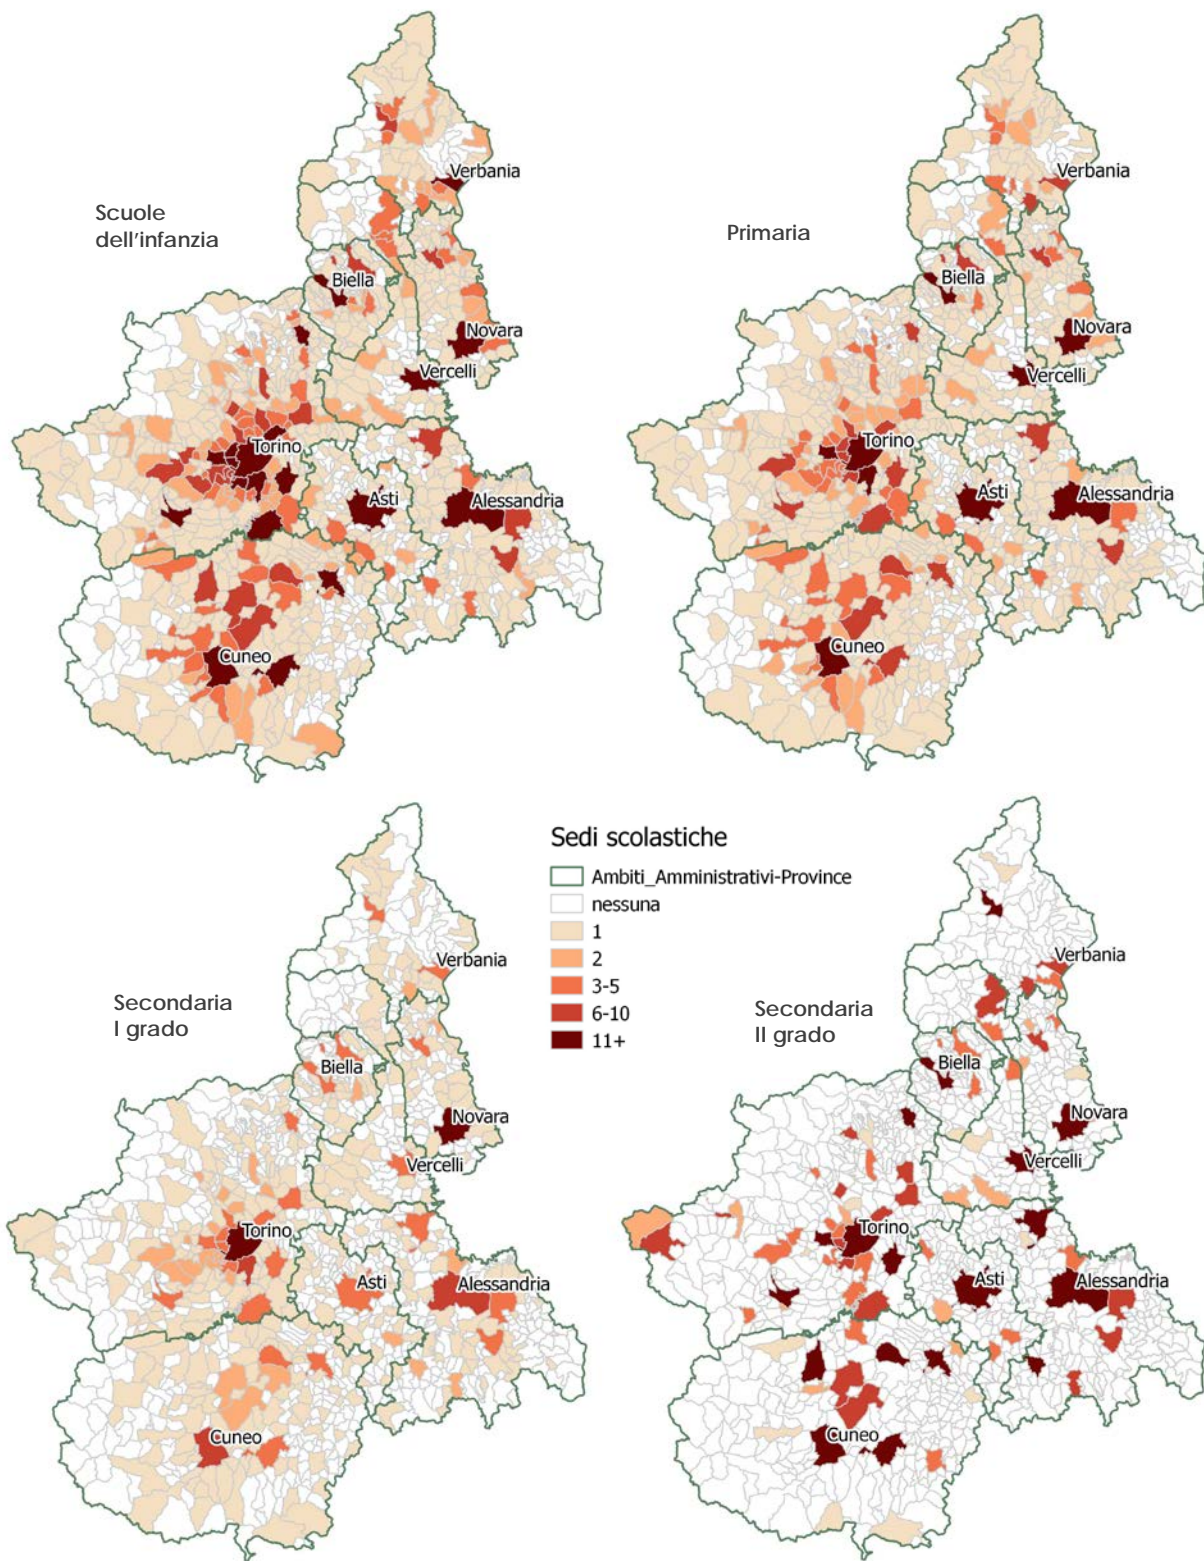 Verbania
Scuole
dell'infanzia
Biella
Novara
Vercelli
Torino
Asti
Alessandria
Cuneo
Verbania
Primaria
Biella
Novara
Vercelli
Torino
Asti
Alessandria
Cuneo
Sedi scolastiche
Ambiti_Amministrativi-Province
nessuna
1
2
3-5
6-10
11+
Verbania
Secondaria
I grado
Biella
Novara
Vercelli
Torino
Asti
Alessandria
Cuneo
Verbania
Secondaria
II grado
Biella
Novara
Vercelli
Torino
Asti
Alessandria
Cuneo